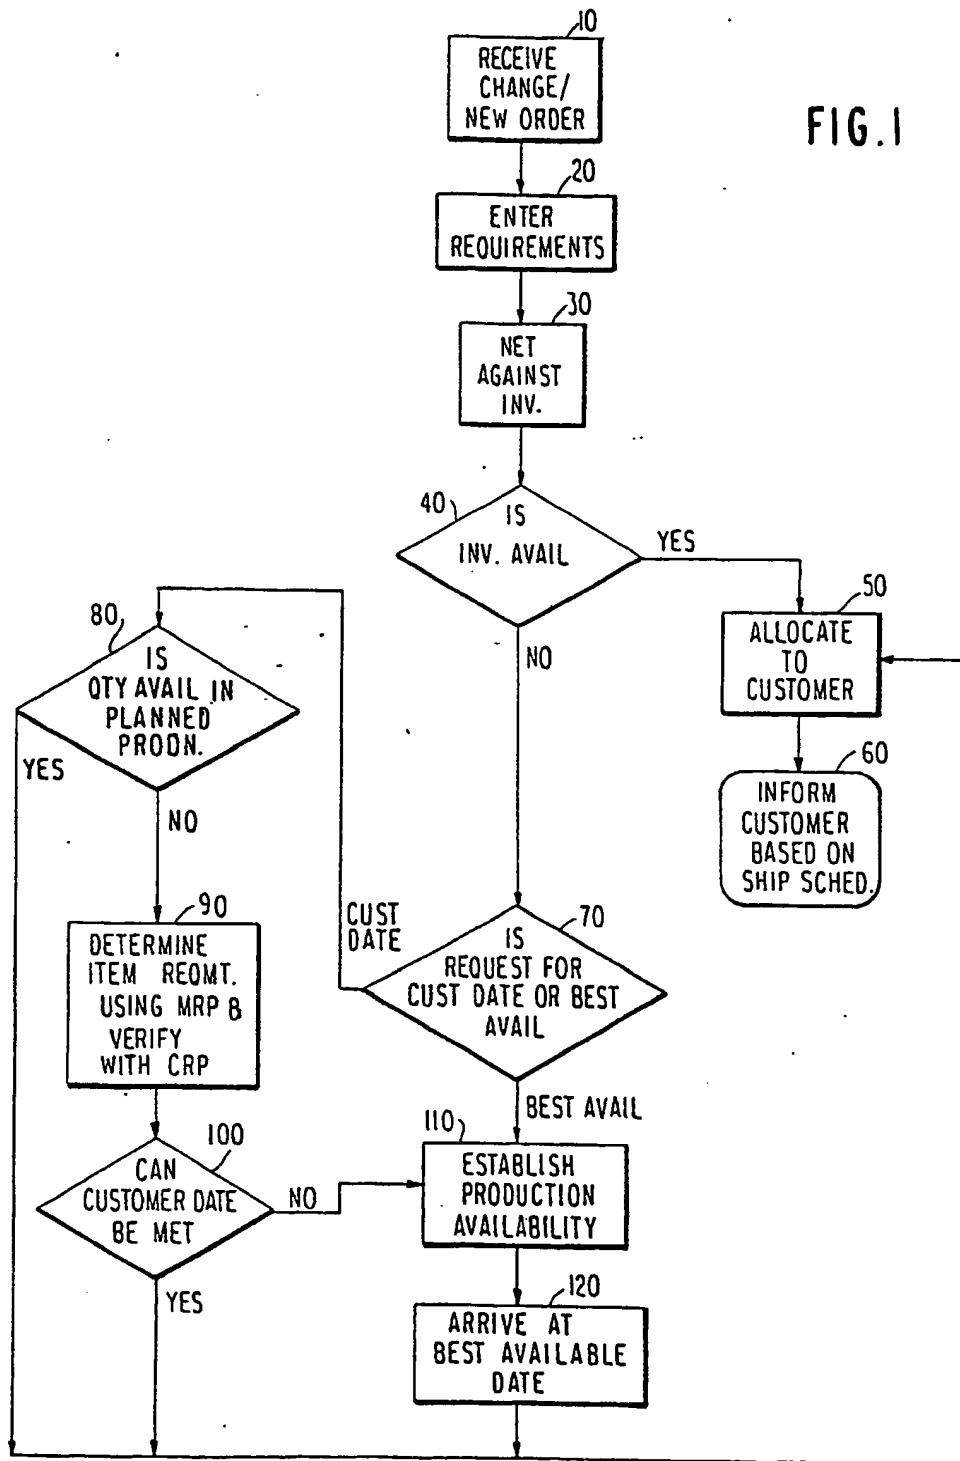 10
RECEIVE
CHANGE/
NEW ORDER
FIG.1
20
ENTER
REQUIREMENTS
30
NET
AGAINST
INV.
40
IS
INV. AVAIL
YES
NO
50
ALLOCATE
TO
CUSTOMER
60
INFORM
CUSTOMER
BASED ON
SHIP SCHED.
80
IS
QTY AVAIL IN
PLANNED
PRODN.
YES
NO
CUST
DATE
70
IS
REQUEST FOR
CUST DATE OR BEST
AVAIL
BEST AVAIL
90
DETERMINE
ITEM REQMT.
USING MRP &
VERIFY
WITH CRP
100
CAN
CUSTOMER DATE
BE MET
NO
YES
110
ESTABLISH
PRODUCTION
AVAILABILITY
120
ARRIVE AT
BEST AVAILABLE
DATE